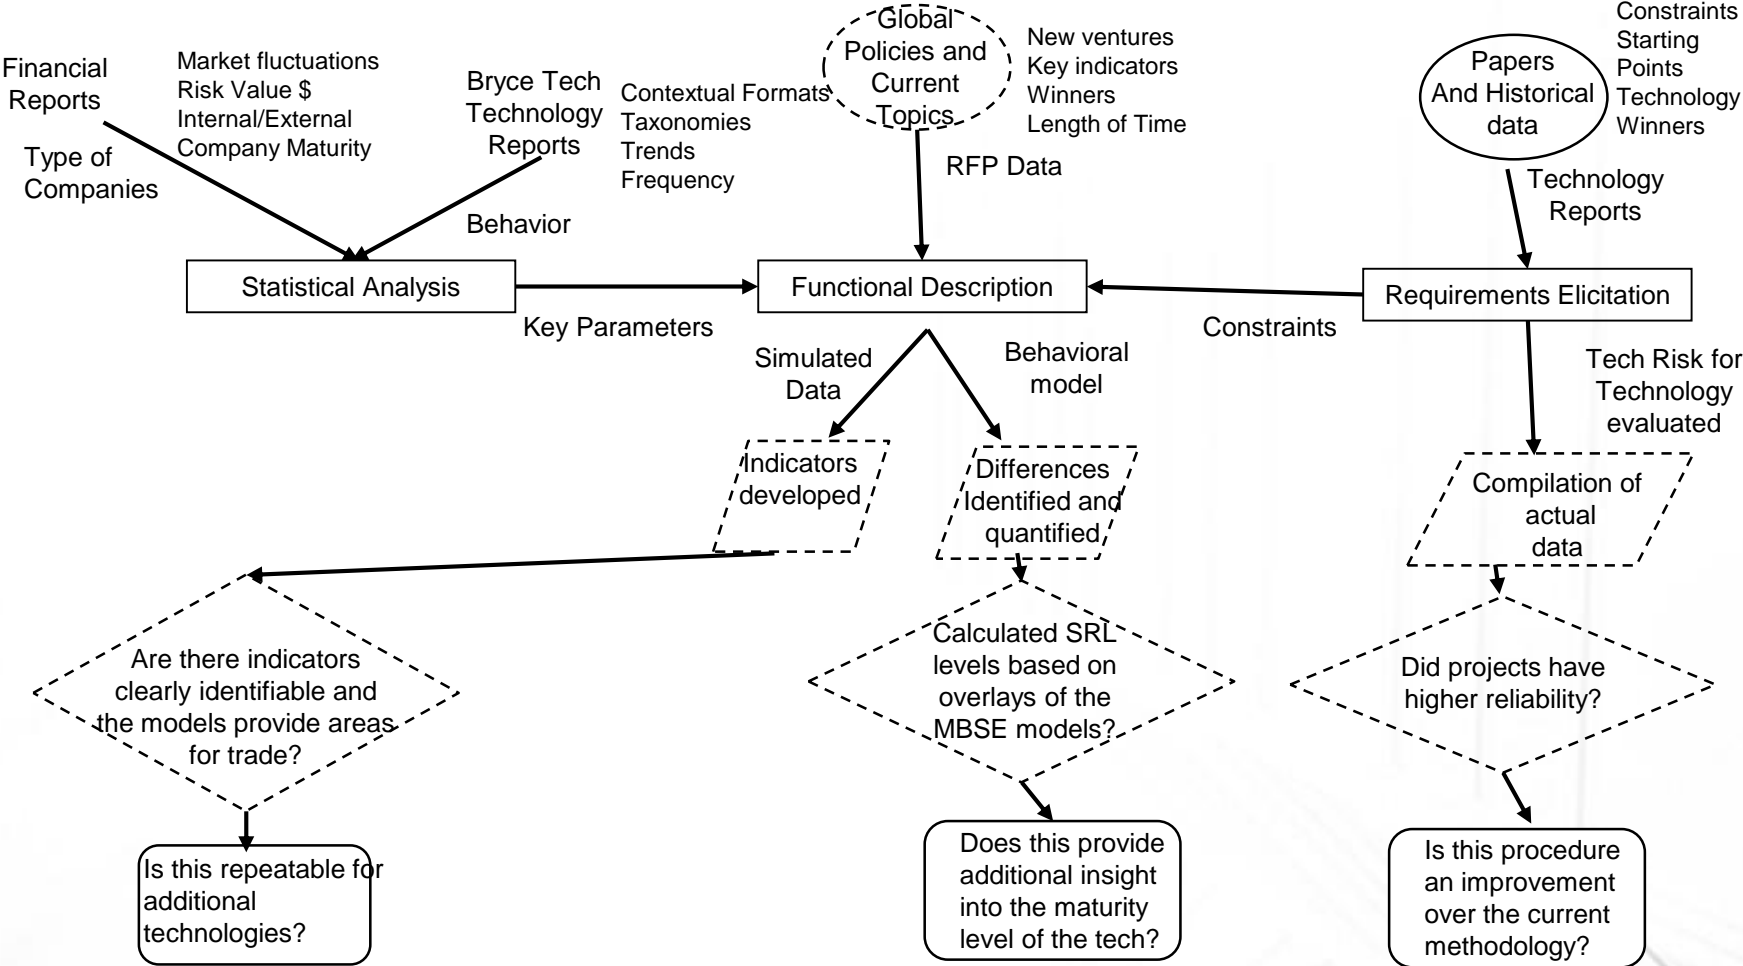 Financial
Reports
Market fluctuations
Risk Value $
Internal/External
Company Maturity
Type of
Companies
Bryce Tech
Technology
Reports
Contextual Formats
Taxonomies
Trends
Frequency
Behavior
Global
Policies and
Current
Topics
New ventures
Key indicators
Winners
Length of Time
RFP Data
Papers
And Historical
data
Constraints
Starting
Points
Technology
Winners
Technology
Reports
Statistical Analysis
Key Parameters
Functional Description
Constraints
Requirements Elicitation
Simulated
Data
Behavioral
model
Tech Risk for
Technology
evaluated
Indicators
developed
Differences
Identified and
quantified
Compilation of
actual
data
Are there indicators
clearly identifiable and
the models provide areas
for trade?
Calculated SRL
levels based on
overlays of the
MBSE models?
Did projects have
higher reliability?
Is this repeatable for
additional
technologies?
Does this provide
additional insight
into the maturity
level of the tech?
Is this procedure
an improvement
over the current
methodology?